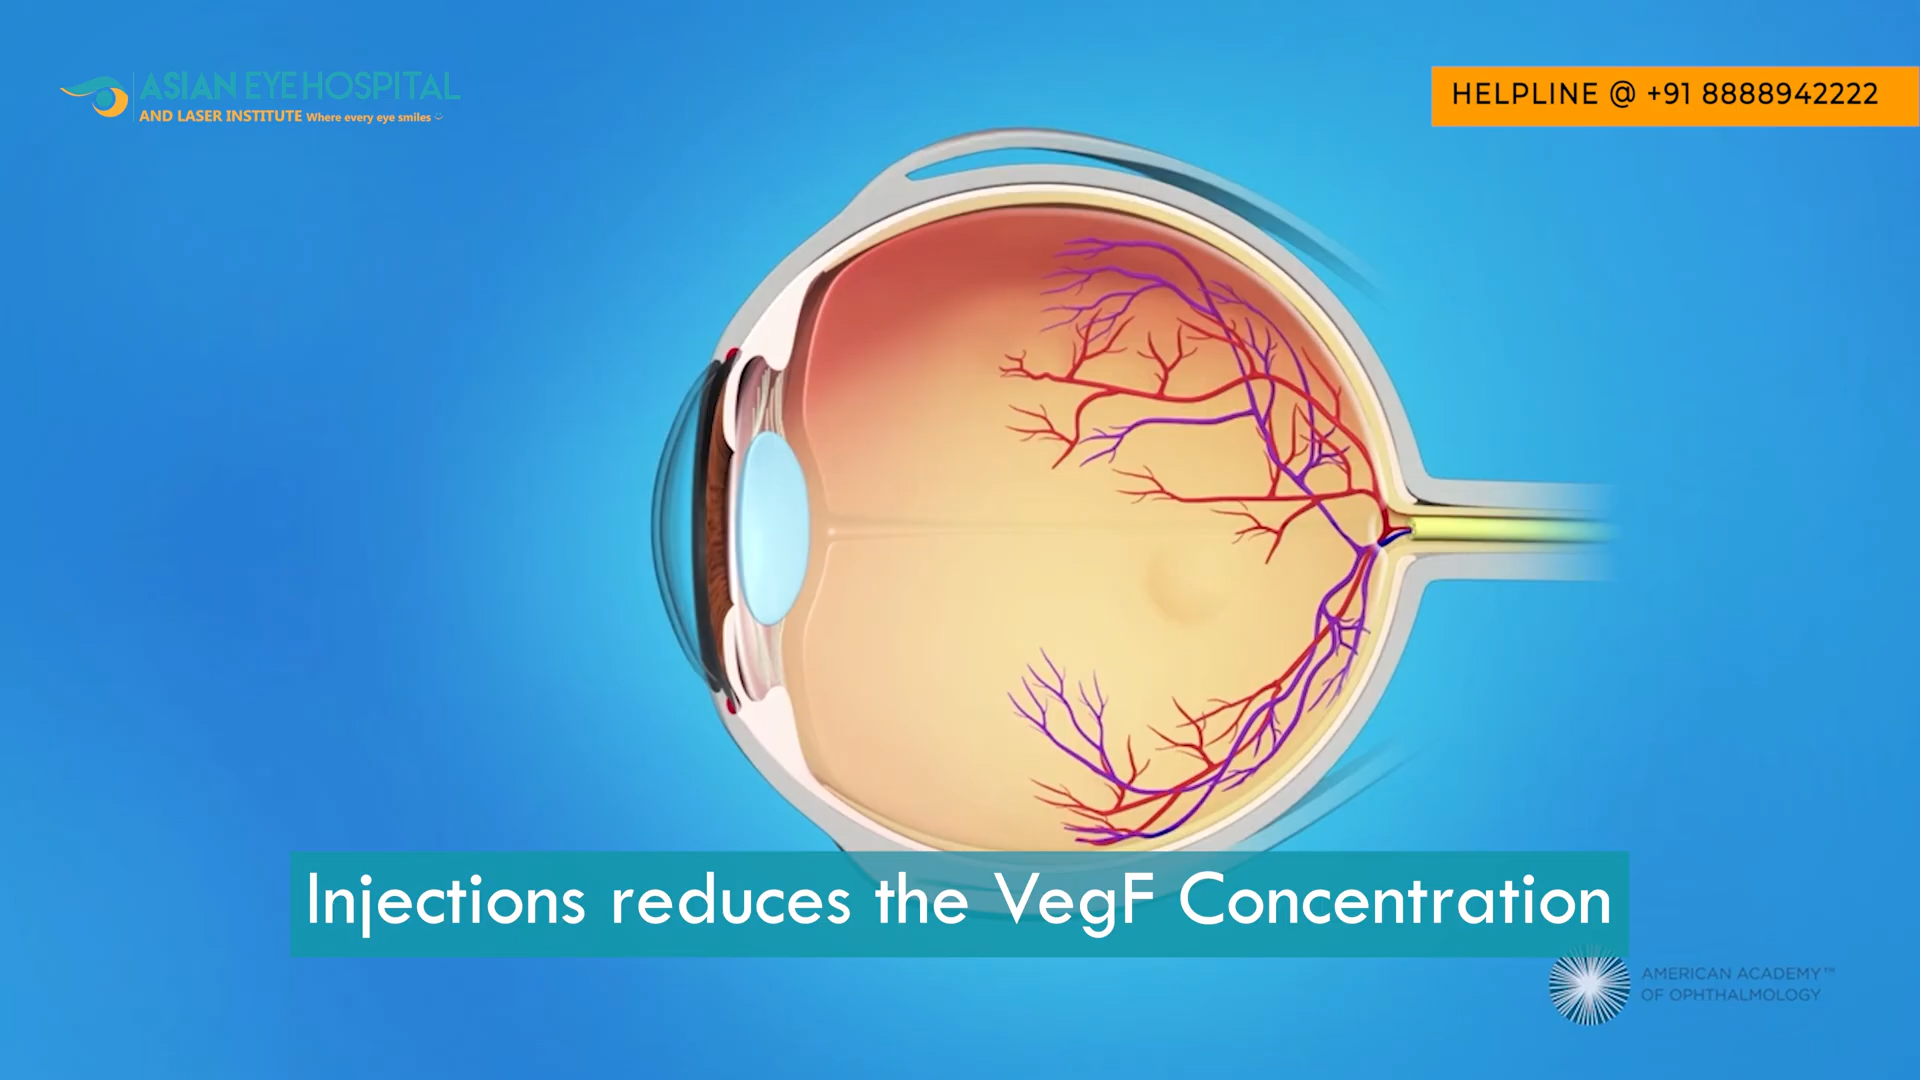 ASIAN EYE HOSPITAL
AND LASER INSTITUTE Where every eye smiles
HELPLINE @ +91 8888942222
Injections reduces the VegF Concentration
AMERICAN ACADEMY™
OF OPHTHALMOLOGY